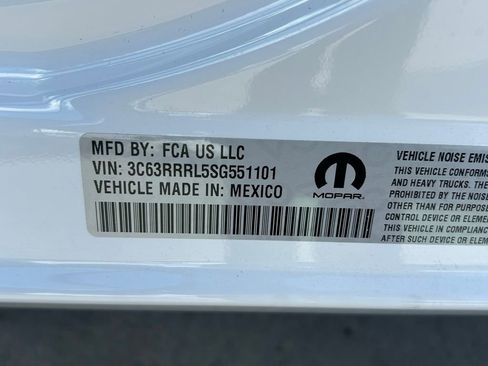 MFD BY: FCA US LLC
VIN: 3C63RRRL5SG551101
VEHICLE MADE IN: MEXICO
MOPAR
VEHICLE NOISE EMIS
THIS VEHICLE CONFORMS
AND HEAVY TRUCKS. THE
PROHIBITED BY THE NOISE
OTHER THAN FOR PURPOSE
CONTROL DEVICE OR ELEMEN
THIS VEHICLE IN COMPLIANC
AFTER SUCH DEVICE OR ELEM